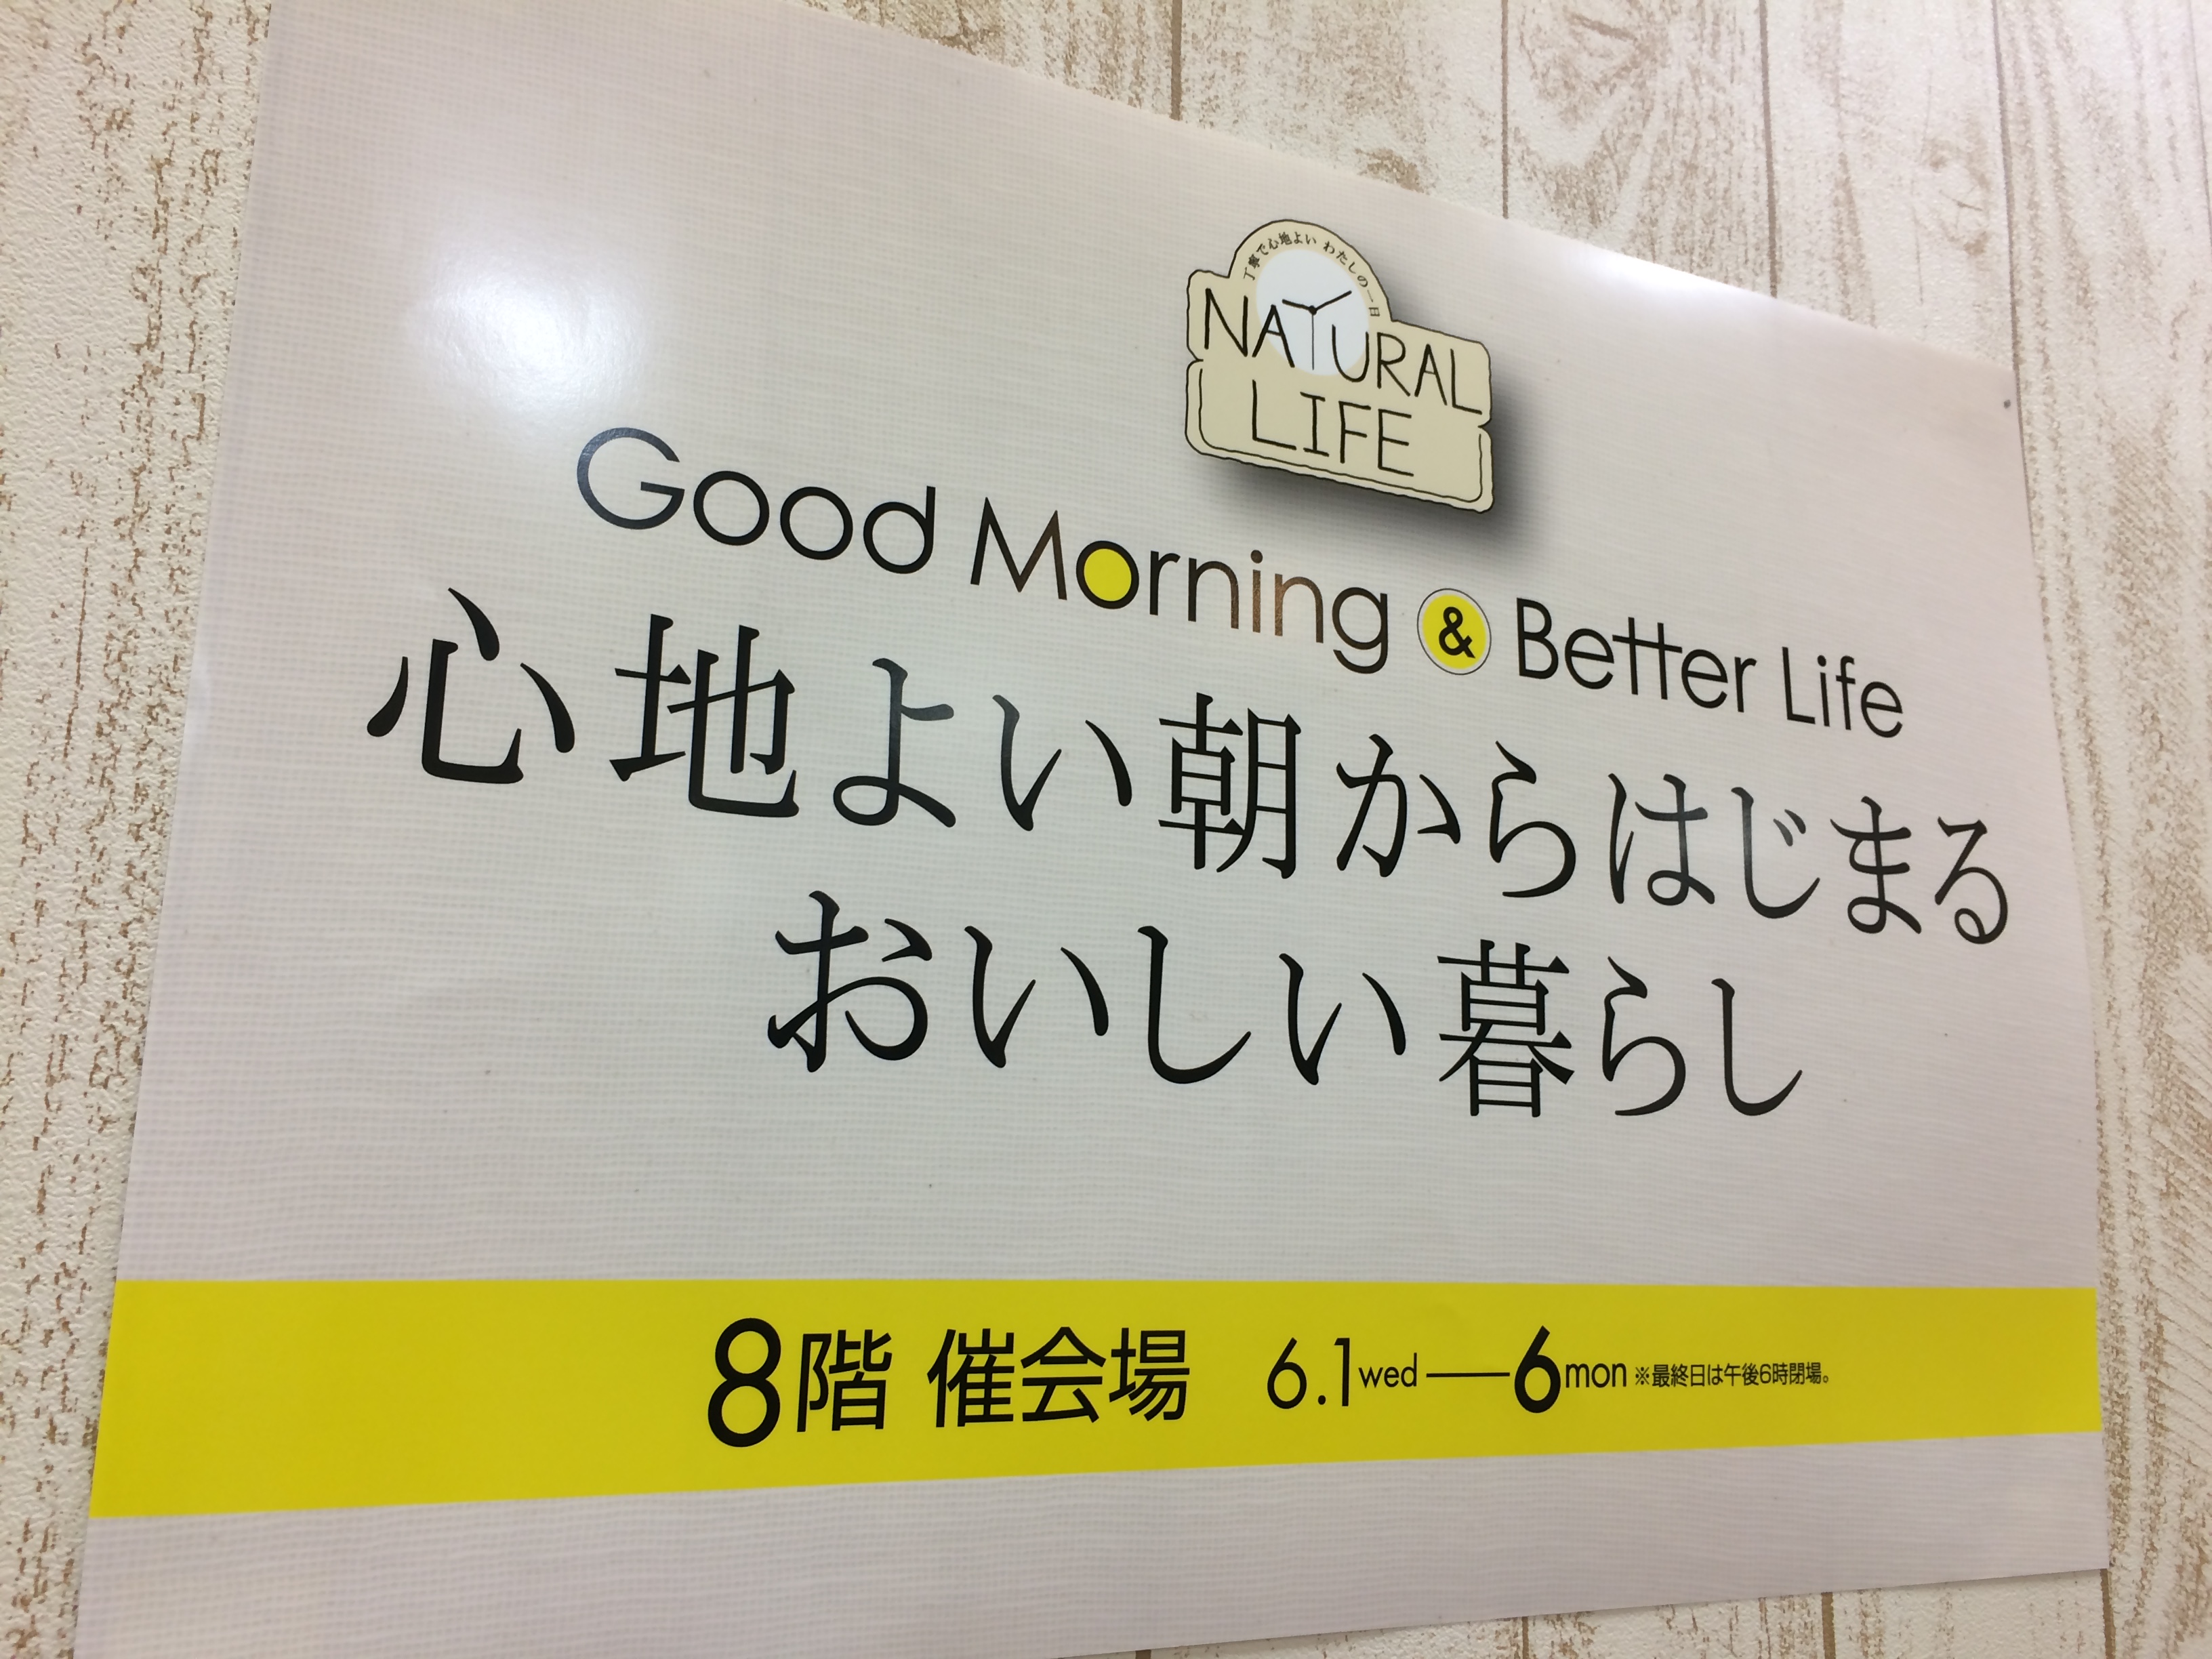 丁寧で心地よい わたしの一日
NATURAL
LIFE
Good Morning & Better Life
心地よい朝からはじまる
おいしい暮らし
8階 催会場 6.1wed—6mon ※最終日は午後6時閉場。